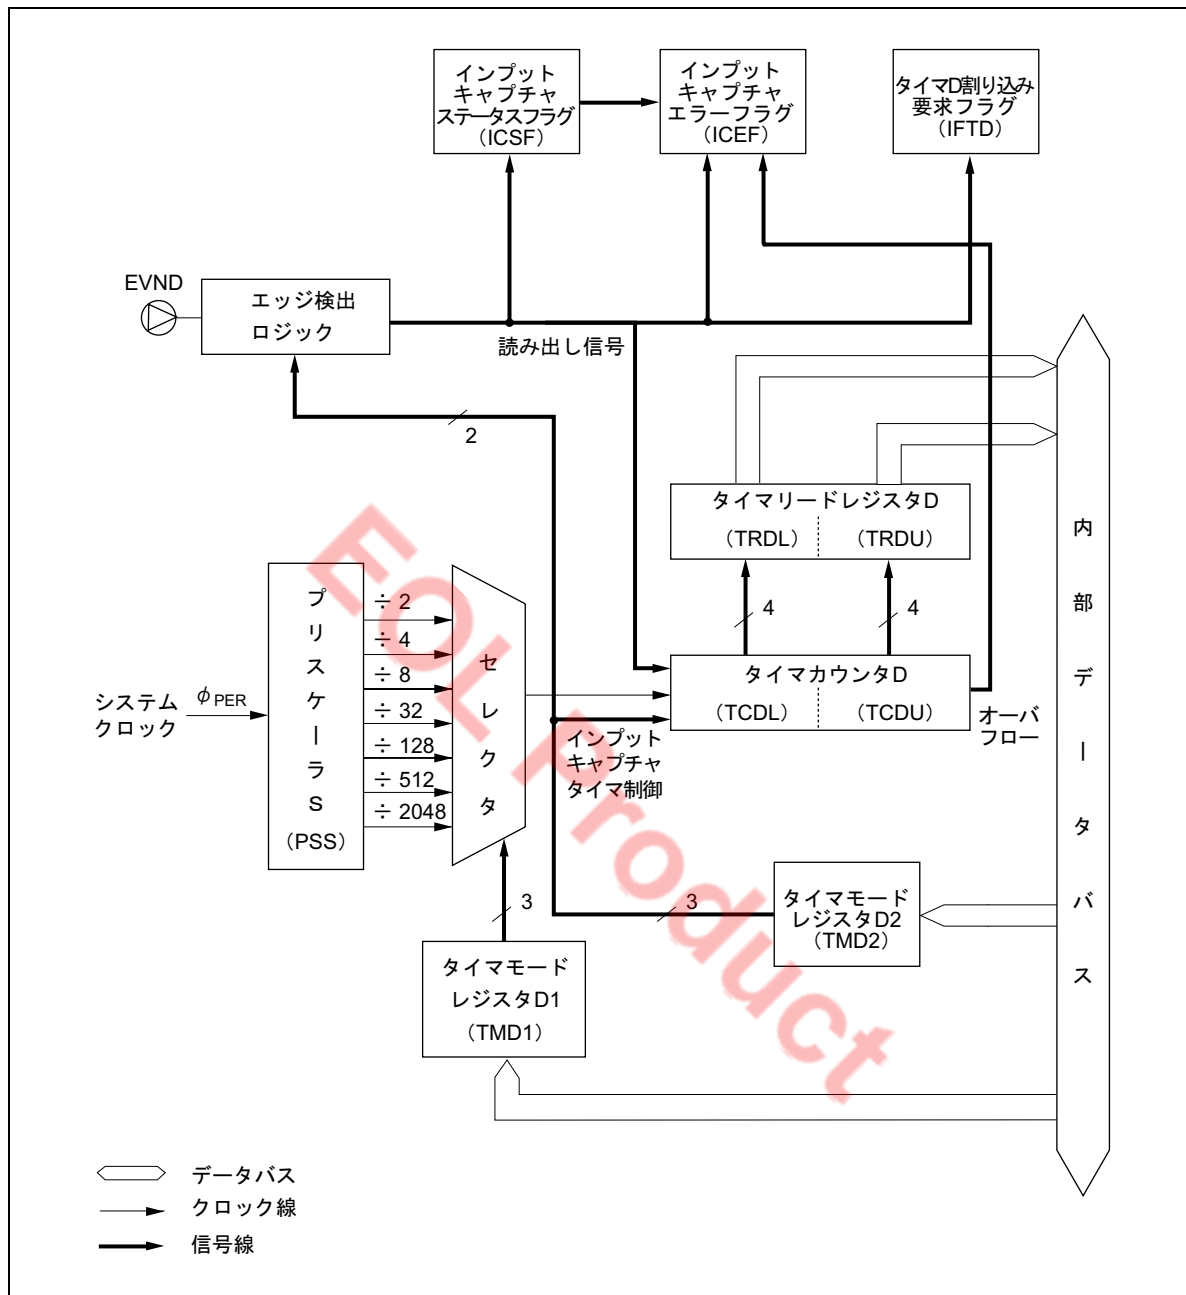 インプット
キャプチャ
ステータスフラグ
(ICSF)
インプット
キャプチャ
エラーフラグ
(ICEF)
タイマD割り込み
要求フラグ
(IFTD)
EVND
エッジ検出
ロジック
読み出し信号
2
タイマリードレジスタD
(TRDL)
(TRDU)
4
4
タイマカウンタD
(TCDL)
(TCDU)
オーバ
フロー
インプット
キャプチャ
タイマ制御
システム
クロック
φPER
プリスケーラS
(PSS)
÷ 2
÷ 4
÷ 8
÷ 32
÷ 128
÷ 512
÷ 2048
セレクタ
3
3
タイマモード
レジスタD1
(TMD1)
タイマモード
レジスタD2
(TMD2)
内部データバス
データバス
クロック線
信号線
EOL Product